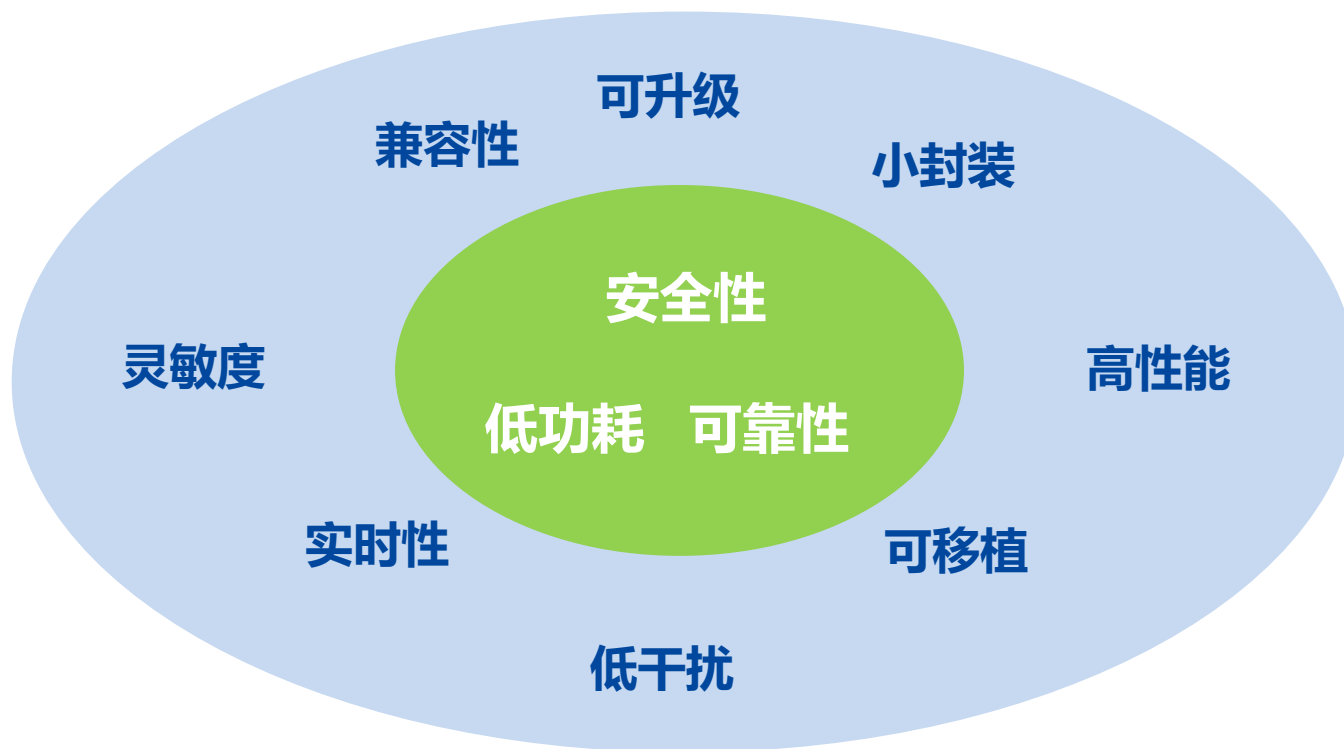 可升级
兼容性
小封装
安全性
灵敏度
高性能
低功耗 可靠性
实时性
可移植
低干扰